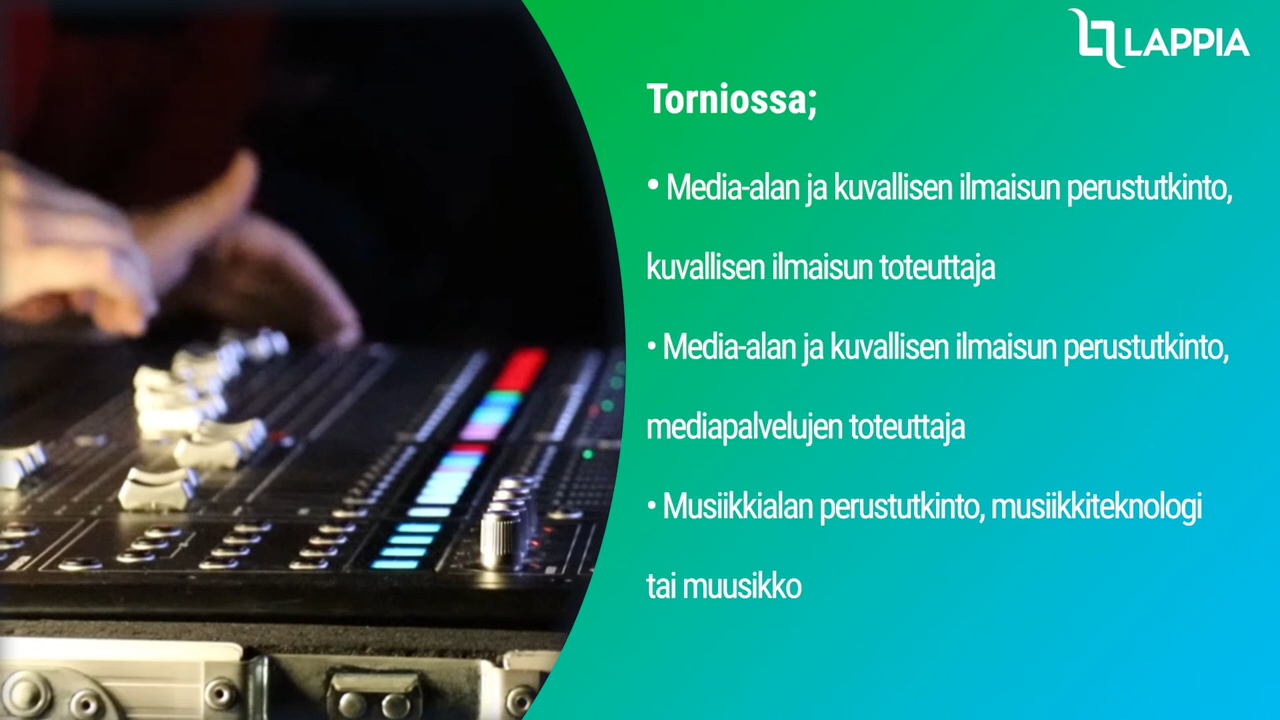 LAPPIA
Torniossa;
• Media-alan ja kuvallisen ilmaisun perustutkinto,
kuvallisen ilmaisun toteuttaja
• Media-alan ja kuvallisen ilmaisun perustutkinto,
mediapalvelujen toteuttaja
• Musiikkialan perustutkinto, musiikkiteknologi
tai muusikko